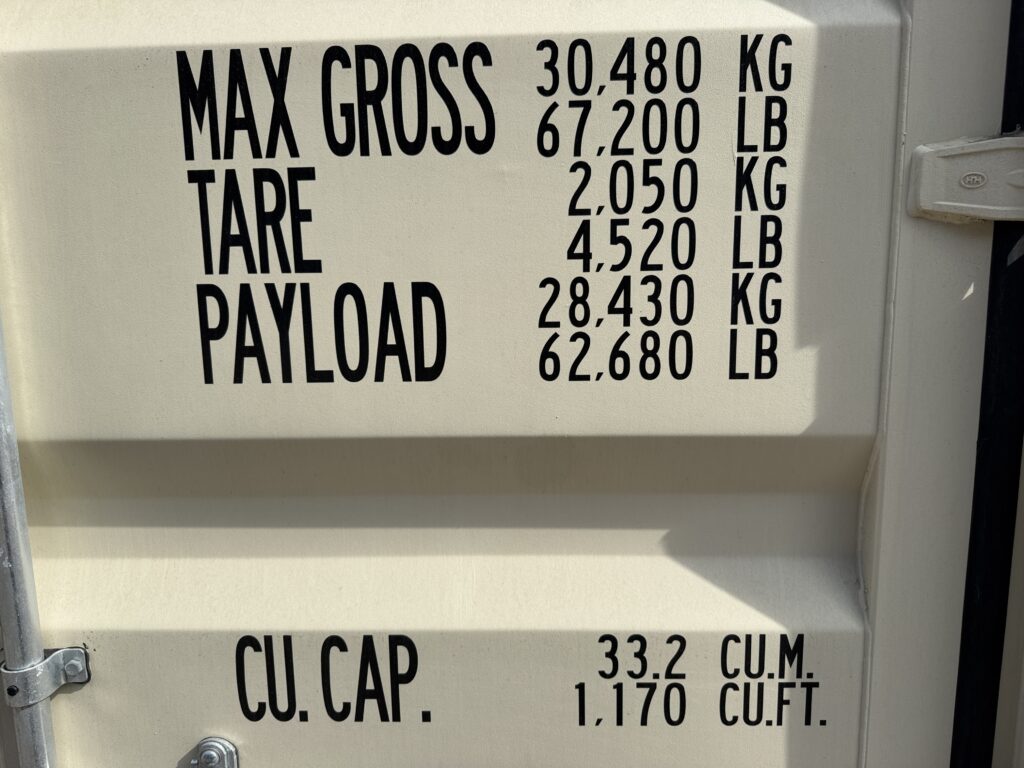 MAX GROSS 30,480 KG
67,200 LB
TARE 2,050 KG
4,520 LB
PAYLOAD 28,430 KG
62,680 LB
CU. CAP. 33.2 CU.M.
1,170 CU.FT.